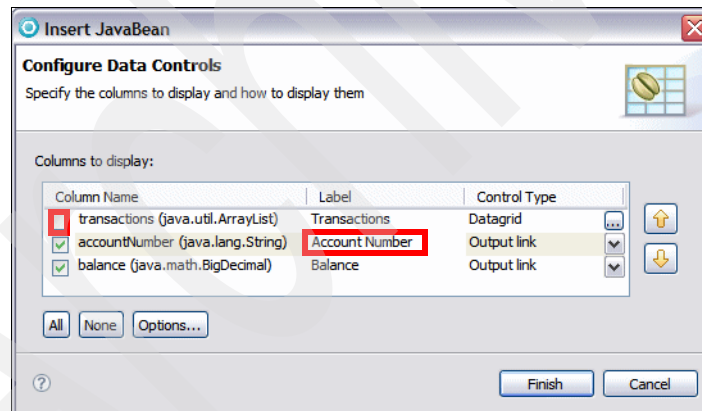 Insert JavaBean
Configure Data Controls
Specify the columns to display and how to display them
Columns to display:
Column Name Label Control Type
transactions (java.util.ArrayList) Transactions Datagrid ...
accountNumber (java.lang.String) Account Number Output link
balance (java.math.BigDecimal) Balance Output link
All None Options...
? Finish Cancel